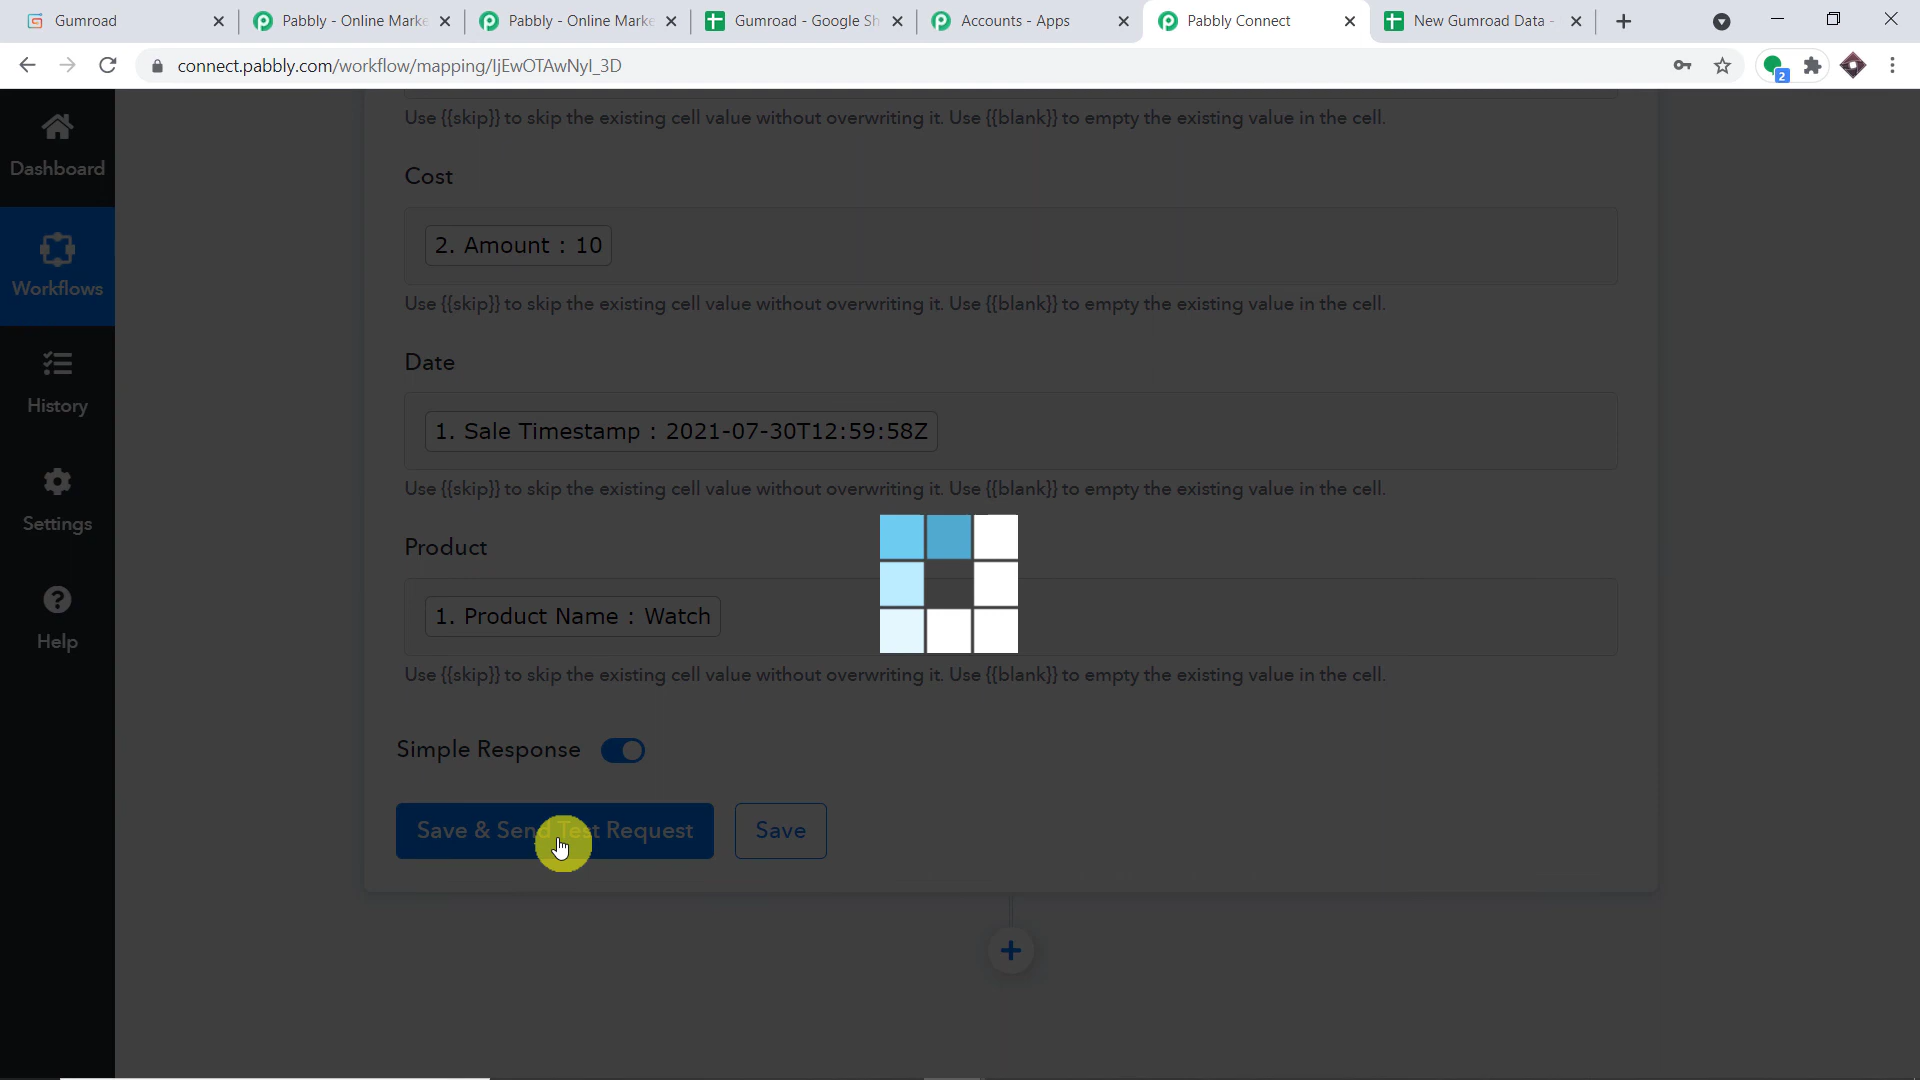 Gumroad
Pabbly - Online Marke
Pabbly - Online Marke
Gumroad - Google Sh
Accounts - Apps
Pabbly Connect
New Gumroad Data -
connect.pabbly.com/workflow/mapping/IjEwOTAwNyI_3D
2
Dashboard
Workflows
History
Settings
Help
Use {{skip}} to skip the existing cell value without overwriting it. Use {{blank}} to empty the existing value in the cell.
Cost
2. Amount : 10
Use {{skip}} to skip the existing cell value without overwriting it. Use {{blank}} to empty the existing value in the cell.
Date
1. Sale Timestamp : 2021-07-30T12:59:58Z
Use {{skip}} to skip the existing cell value without overwriting it. Use {{blank}} to empty the existing value in the cell.
Product
1. Product Name : Watch
Use {{skip}} to skip the existing cell value without overwriting it. Use {{blank}} to empty the existing value in the cell.
Simple Response
Save & Send Test Request
Save